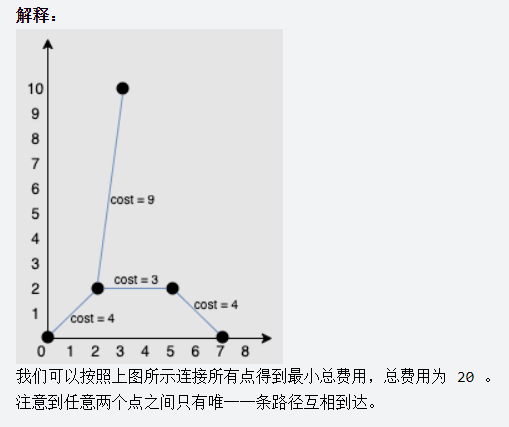 解释：
10
9
8
7
6
5
4
3
2
1
cost = 9
cost = 3
cost = 4
cost = 4
0 1 2 3 4 5 6 7 8
我们可以按照上图所示连接所有点得到最小总费用，总费用为 20 。
注意到任意两个点之间只有唯一一条路径互相到达。